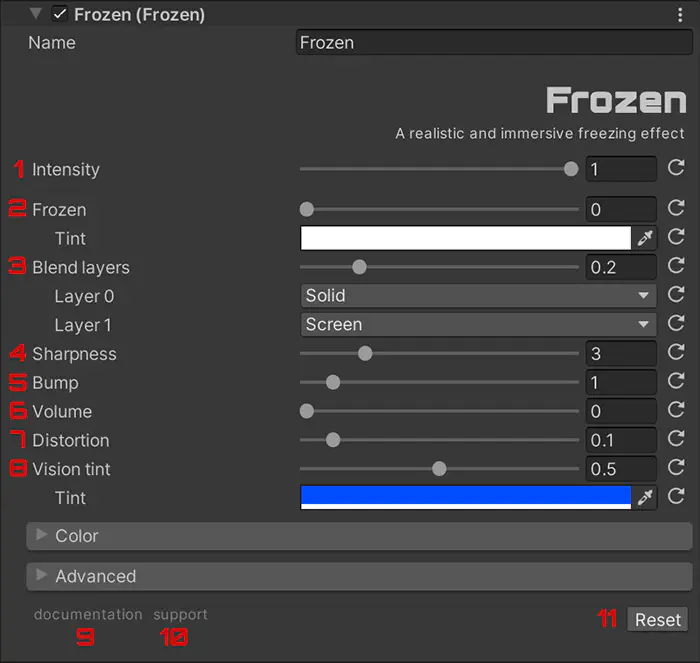 Frozen (Frozen)
Name Frozen
Frozen
A realistic and immersive freezing effect
1 Intensity 1
2 Frozen 0
Tint
3 Blend layers 0.2
Layer 0 Solid
Layer 1 Screen
4 Sharpness 3
5 Bump 1
6 Volume 0
7 Distortion 0.1
8 Vision tint 0.5
Tint
Color
Advanced
documentation support 11 Reset
9 10